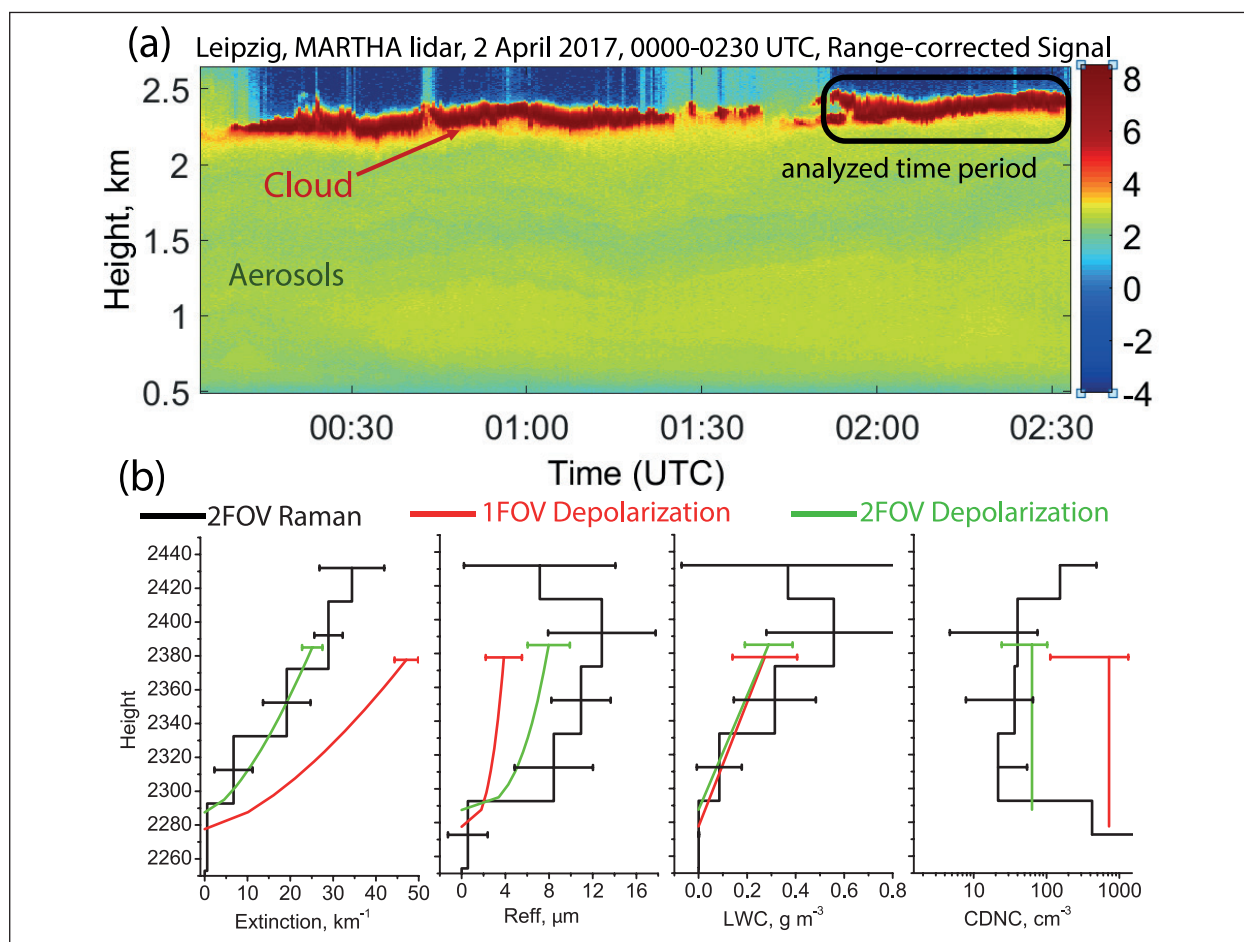 (a)
Leipzig, MARTHA lidar, 2 April 2017, 0000-0230 UTC, Range-corrected Signal
2.5
2
1.5
1
0.5
Height, km
Cloud
Aerosols
analyzed time period
8
6
4
2
0
-2
-4
00:30 01:00 01:30 02:00 02:30
Time (UTC)
(b)
2FOV Raman 1FOV Depolarization 2FOV Depolarization
2440
2420
2400
2380
2360
2340
2320
2300
2280
2260
Height
0 10 20 30 40 50
Extinction, km⁻¹
0 4 8 12 16
Reff, µm
0.0 0.2 0.4 0.6 0.8
LWC, g m⁻³
10 100 1000
CDNC, cm⁻³